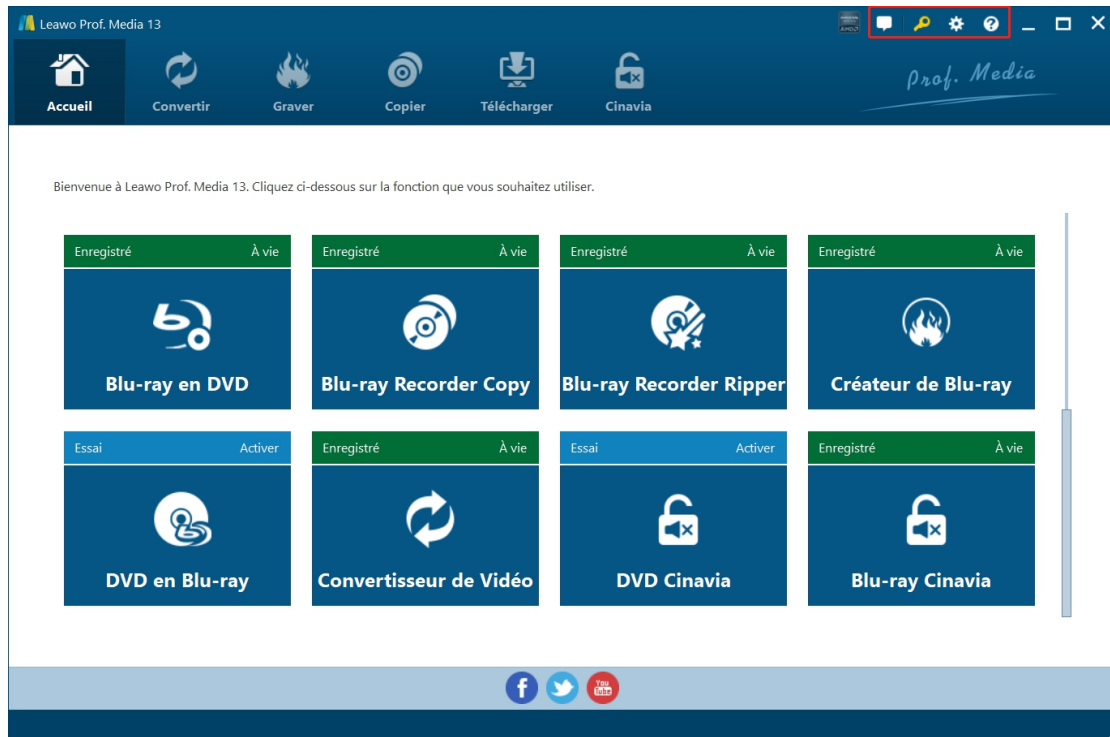 Leawo Prof. Media 13
AMD
Accueil
Convertir
Graver
Copier
Télécharger
Cinavia
Prof. Media
Bienvenue à Leawo Prof. Media 13. Cliquez ci-dessous sur la fonction que vous souhaitez utiliser.
Enregistré À vie
Enregistré À vie
Enregistré À vie
Enregistré À vie
Blu-ray en DVD
Blu-ray Recorder Copy
Blu-ray Recorder Ripper
Créateur de Blu-ray
Essai Activer
Enregistré À vie
Essai Activer
Enregistré À vie
DVD en Blu-ray
Convertisseur de Vidéo
DVD Cinavia
Blu-ray Cinavia
f
You
Tube